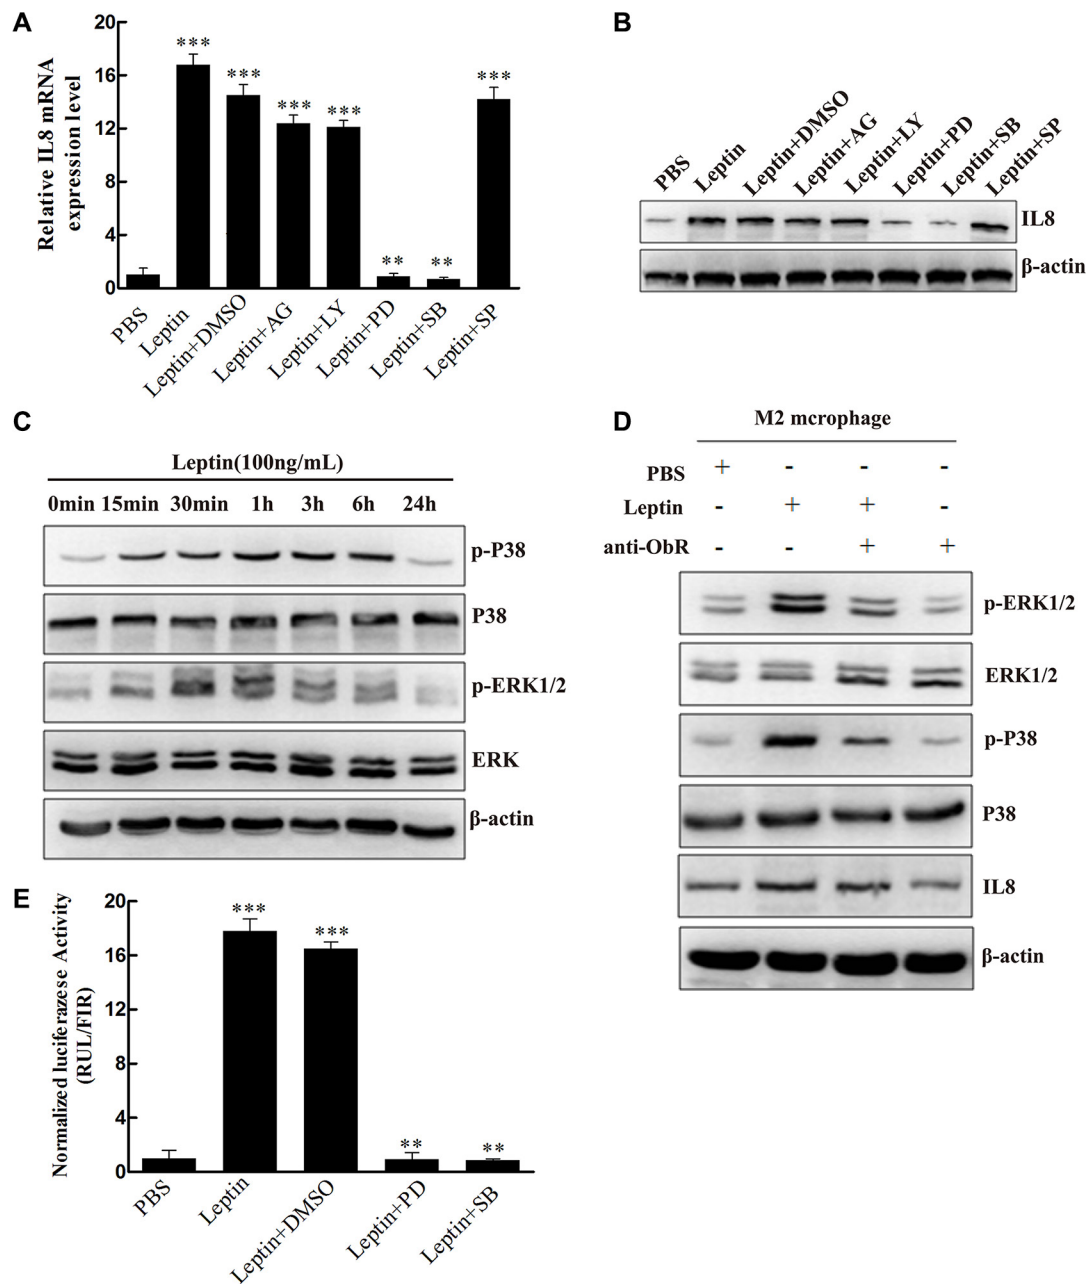 A
Relative IL8 mRNA
expression level
20
16
12
8
4
0
***
***
***
***
**
**
***
PBS
Leptin
Leptin+DMSO
Leptin+AG
Leptin+LY
Leptin+PD
Leptin+SB
Leptin+SP
B
PBS
Leptin
Leptin+DMSO
Leptin+AG
Leptin+LY
Leptin+PD
Leptin+SB
Leptin+SP
IL8
β-actin
C
Leptin(100ng/mL)
0min 15min 30min 1h 3h 6h 24h
p-P38
P38
p-ERK1/2
ERK
β-actin
D
M2 mcrophage
PBS + - - -
Leptin - + + -
anti-ObR - - + +
p-ERK1/2
ERK1/2
p-P38
P38
IL8
β-actin
E
Normalized luciferazese Activity
(RUL/FIR)
20
16
12
8
4
0
***
***
**
**
PBS
Leptin
Leptin+DMSO
Leptin+PD
Leptin+SB